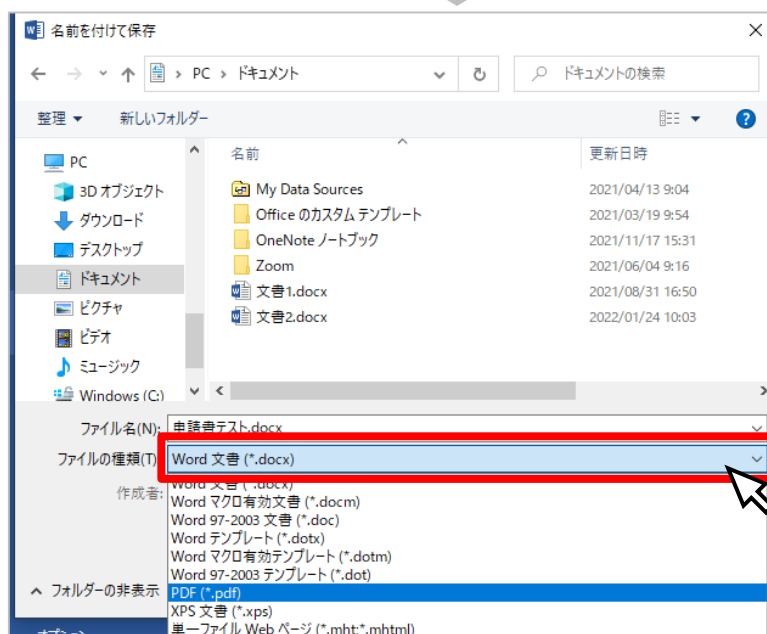 名前を付けて保存
PC › ドキュメント
ドキュメントの検索
整理
新しいフォルダー
名前
更新日時
PC
3D オブジェクト
ダウンロード
デスクトップ
ドキュメント
ピクチャ
ビデオ
ミュージック
Windows (C:)
My Data Sources 2021/04/13 9:04
Office のカスタム テンプレート 2021/03/19 9:54
OneNote ノートブック 2021/11/17 15:31
Zoom 2021/06/04 9:16
文書1.docx 2021/08/31 16:50
文書2.docx 2022/01/24 10:03
ファイル名(N): 申請書テスト.docx
ファイルの種類(T) Word 文書 (*.docx)
作成者:
Word 文書 (*.docx)
Word マクロ有効文書 (*.docm)
Word 97-2003 文書 (*.doc)
Word テンプレート (*.dotx)
Word マクロ有効テンプレート (*.dotm)
Word 97-2003 テンプレート (*.dot)
フォルダーの非表示
PDF (*.pdf)
XPS 文書 (*.xps)
単一ファイル Web ページ (*.mht;*.mhtml)